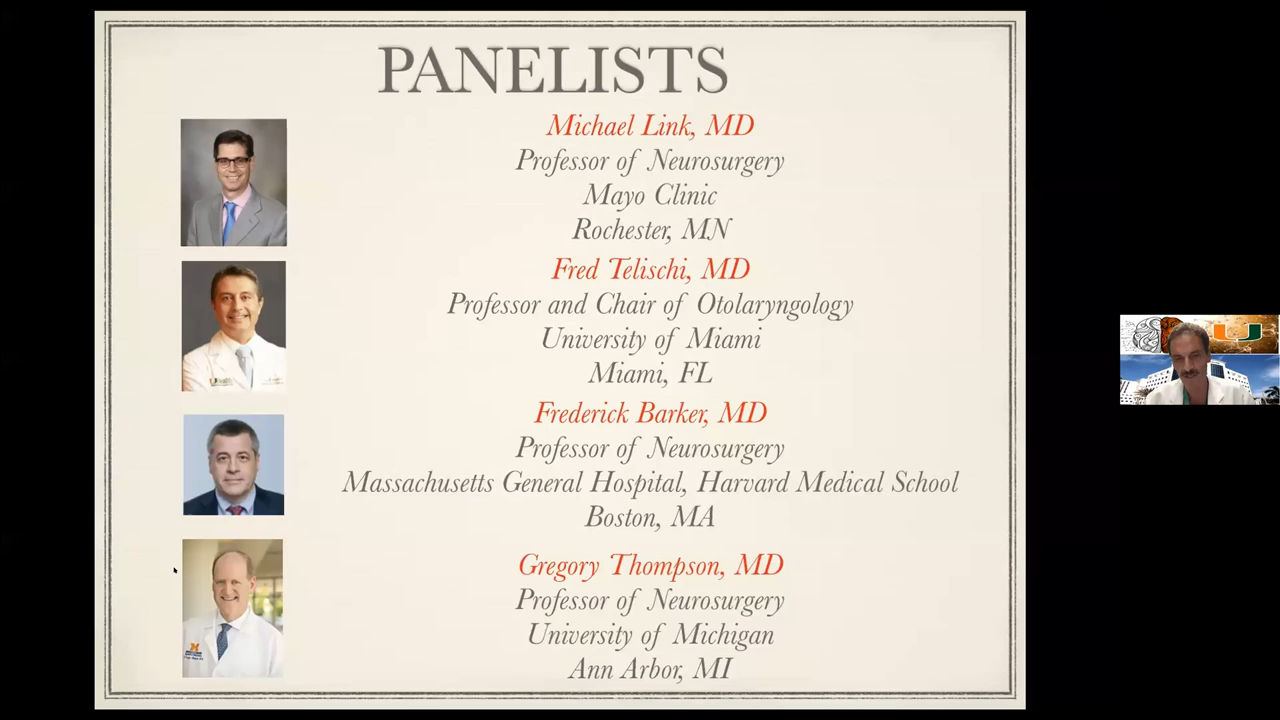 PANELISTS
Michael Link, MD
Professor of Neurosurgery
Mayo Clinic
Rochester, MN
Fred Telischi, MD
Professor and Chair of Otolaryngology
University of Miami
Miami, FL
Frederick Barker, MD
Professor of Neurosurgery
Massachusetts General Hospital, Harvard Medical School
Boston, MA
Gregory Thompson, MD
Professor of Neurosurgery
University of Michigan
Ann Arbor, MI